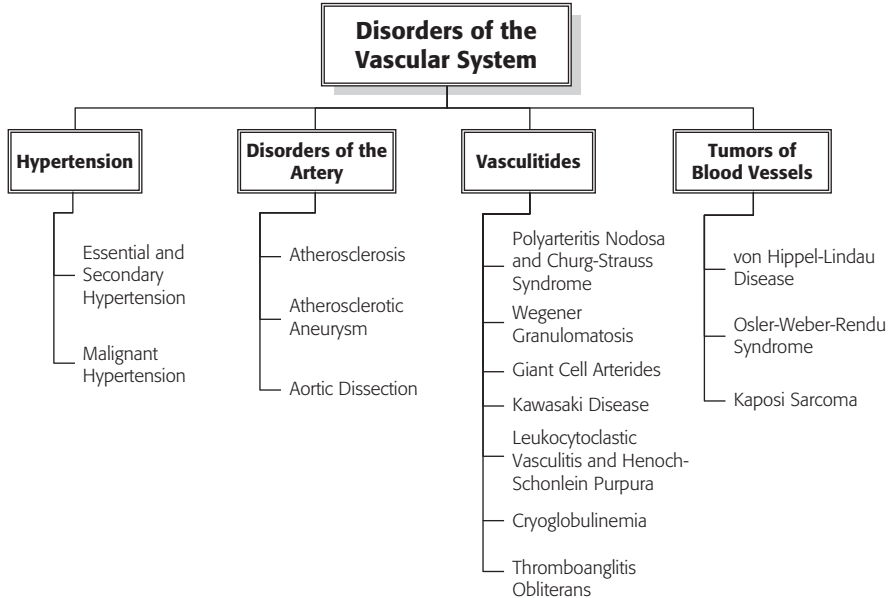 Disorders of the
Vascular System
Hypertension
Essential and
Secondary
Hypertension
Malignant
Hypertension
Disorders of the
Artery
Atherosclerosis
Atherosclerotic
Aneurysm
Aortic Dissection
Vasculitides
Polyarteritis Nodosa
and Churg-Strauss
Syndrome
Wegener
Granulomatosis
Giant Cell Arterides
Kawasaki Disease
Leukocytoclastic
Vasculitis and Henoch-
Schonlein Purpura
Cryoglobulinemia
Thromboanglitis
Obliterans
Tumors of
Blood Vessels
von Hippel-Lindau
Disease
Osler-Weber-Rendu
Syndrome
Kaposi Sarcoma